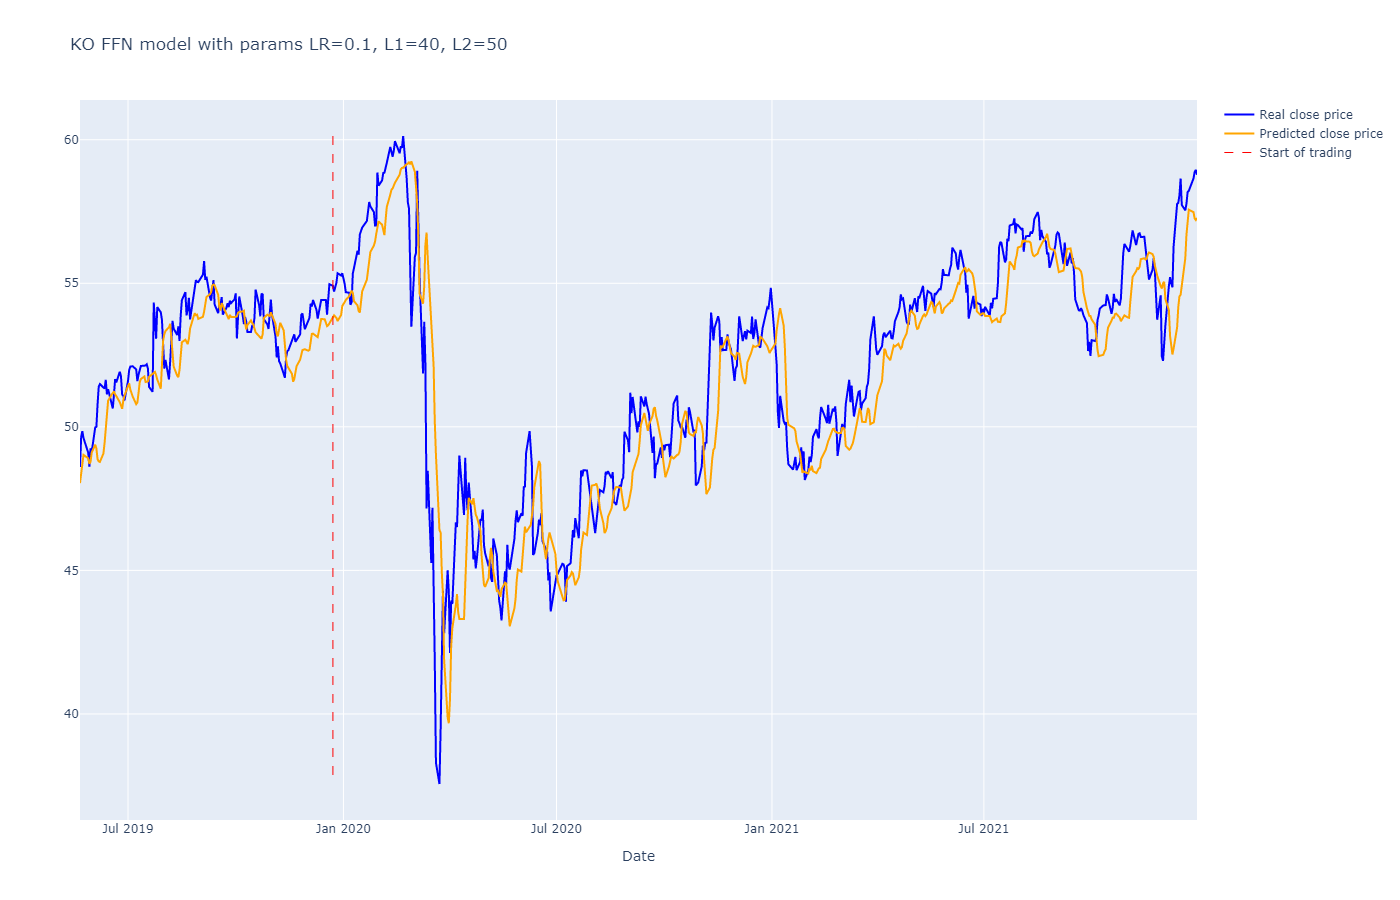 KO FFN model with params LR=0.1, L1=40, L2=50
Real close price
Predicted close price
Start of trading
60
55
50
45
40
Jul 2019
Jan 2020
Jul 2020
Jan 2021
Jul 2021
Date